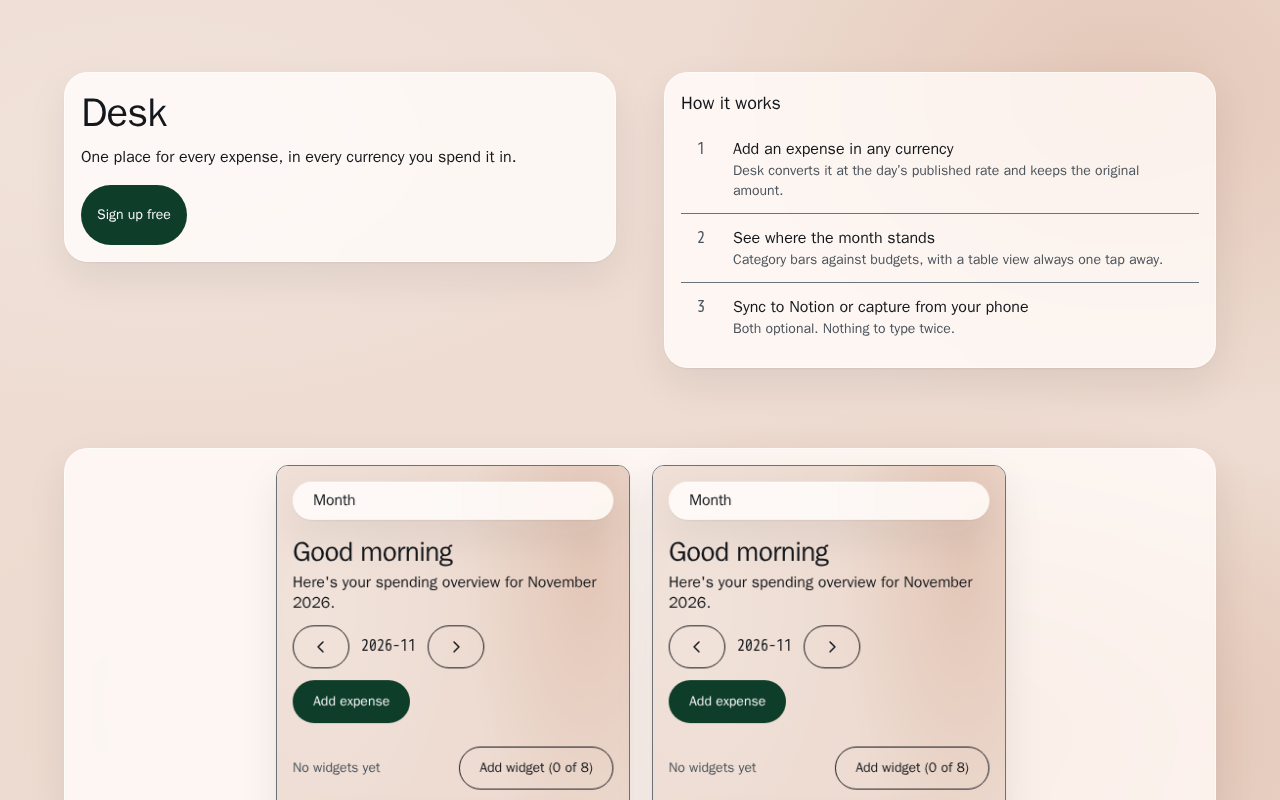 Desk
One place for every expense, in every currency you spend it in.
Sign up free
How it works
1
Add an expense in any currency
Desk converts it at the day's published rate and keeps the original
amount.
2
See where the month stands
Category bars against budgets, with a table view always one tap away.
3
Sync to Notion or capture from your phone
Both optional. Nothing to type twice.
Month
Good morning
Here's your spending overview for November
2026.
2026-11
Add expense
No widgets yet
Add widget (0 of 8)
Month
Good morning
Here's your spending overview for November
2026.
2026-11
Add expense
No widgets yet
Add widget (0 of 8)